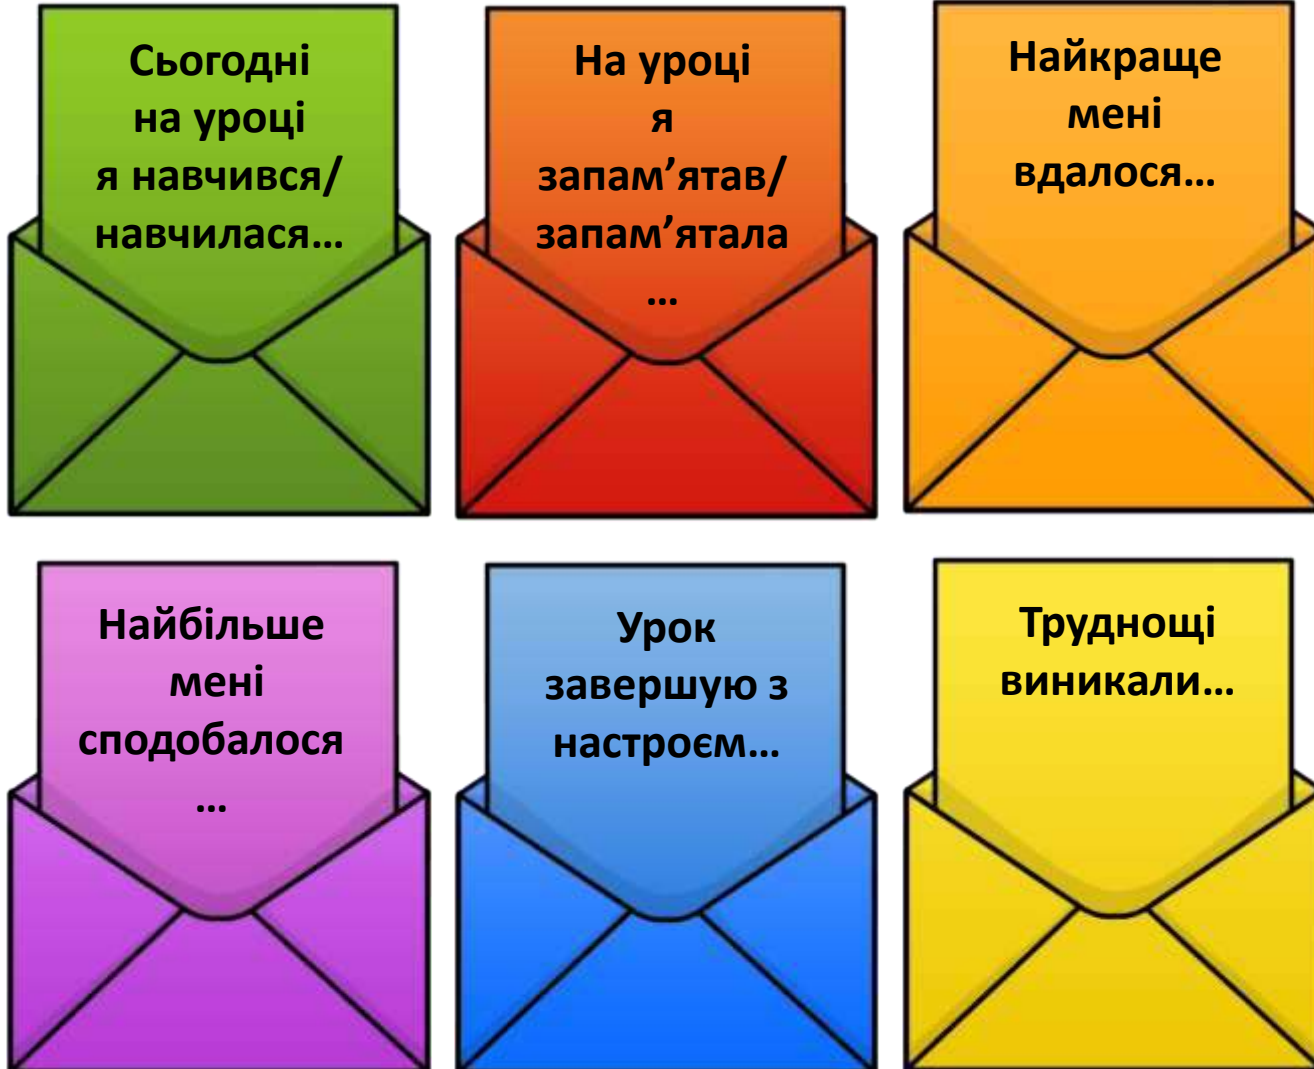 Сьогодні
на уроці
я навчився/
навчилася...
На уроці
я
запам’ятав/
запам’ятала
...
Найкраще
мені
вдалося...
Найбільше
мені
сподобалося
...
Урок
завершую з
настроєм...
Труднощі
виникали...